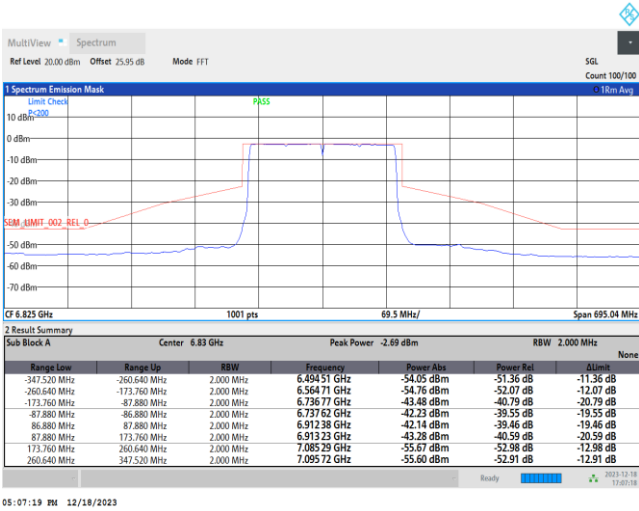 MultiView Spectrum
Ref Level 20.00 dBm Offset 25.95 dB Mode FFT SGL
Count 100/100
1 Spectrum Emission Mask 1Rm Avg
Limit Check PASS
P<200
10 dBm
0 dBm
-10 dBm
-20 dBm
-30 dBm
SEM_LIMIT_002_REL_0
-50 dBm
-60 dBm
-70 dBm
CF 6.825 GHz 1001 pts 69.5 MHz/ Span 695.04 MHz
2 Result Summary
Sub Block A Center 6.83 GHz Peak Power -2.69 dBm RBW 2.000 MHz
None
Range Low Range Up RBW Frequency Power Abs Power Rel ΔLimit
-347.520 MHz -260.640 MHz 2.000 MHz 6.494 51 GHz -54.05 dBm -51.36 dB -11.36 dB
-260.640 MHz -173.760 MHz 2.000 MHz 6.564 71 GHz -54.76 dBm -52.07 dB -12.07 dB
-173.760 MHz -87.880 MHz 2.000 MHz 6.736 77 GHz -43.48 dBm -40.79 dB -20.79 dB
-87.880 MHz -86.880 MHz 2.000 MHz 6.737 62 GHz -42.23 dBm -39.55 dB -19.55 dB
86.880 MHz 87.880 MHz 2.000 MHz 6.912 38 GHz -42.14 dBm -39.46 dB -19.46 dB
87.880 MHz 173.760 MHz 2.000 MHz 6.913 23 GHz -43.28 dBm -40.59 dB -20.59 dB
173.760 MHz 260.640 MHz 2.000 MHz 7.085 29 GHz -55.67 dBm -52.98 dB -12.98 dB
260.640 MHz 347.520 MHz 2.000 MHz 7.095 72 GHz -55.60 dBm -52.91 dB -12.91 dB
Ready 2023-12-18
17:07:18
05:07:19 PM 12/18/2023